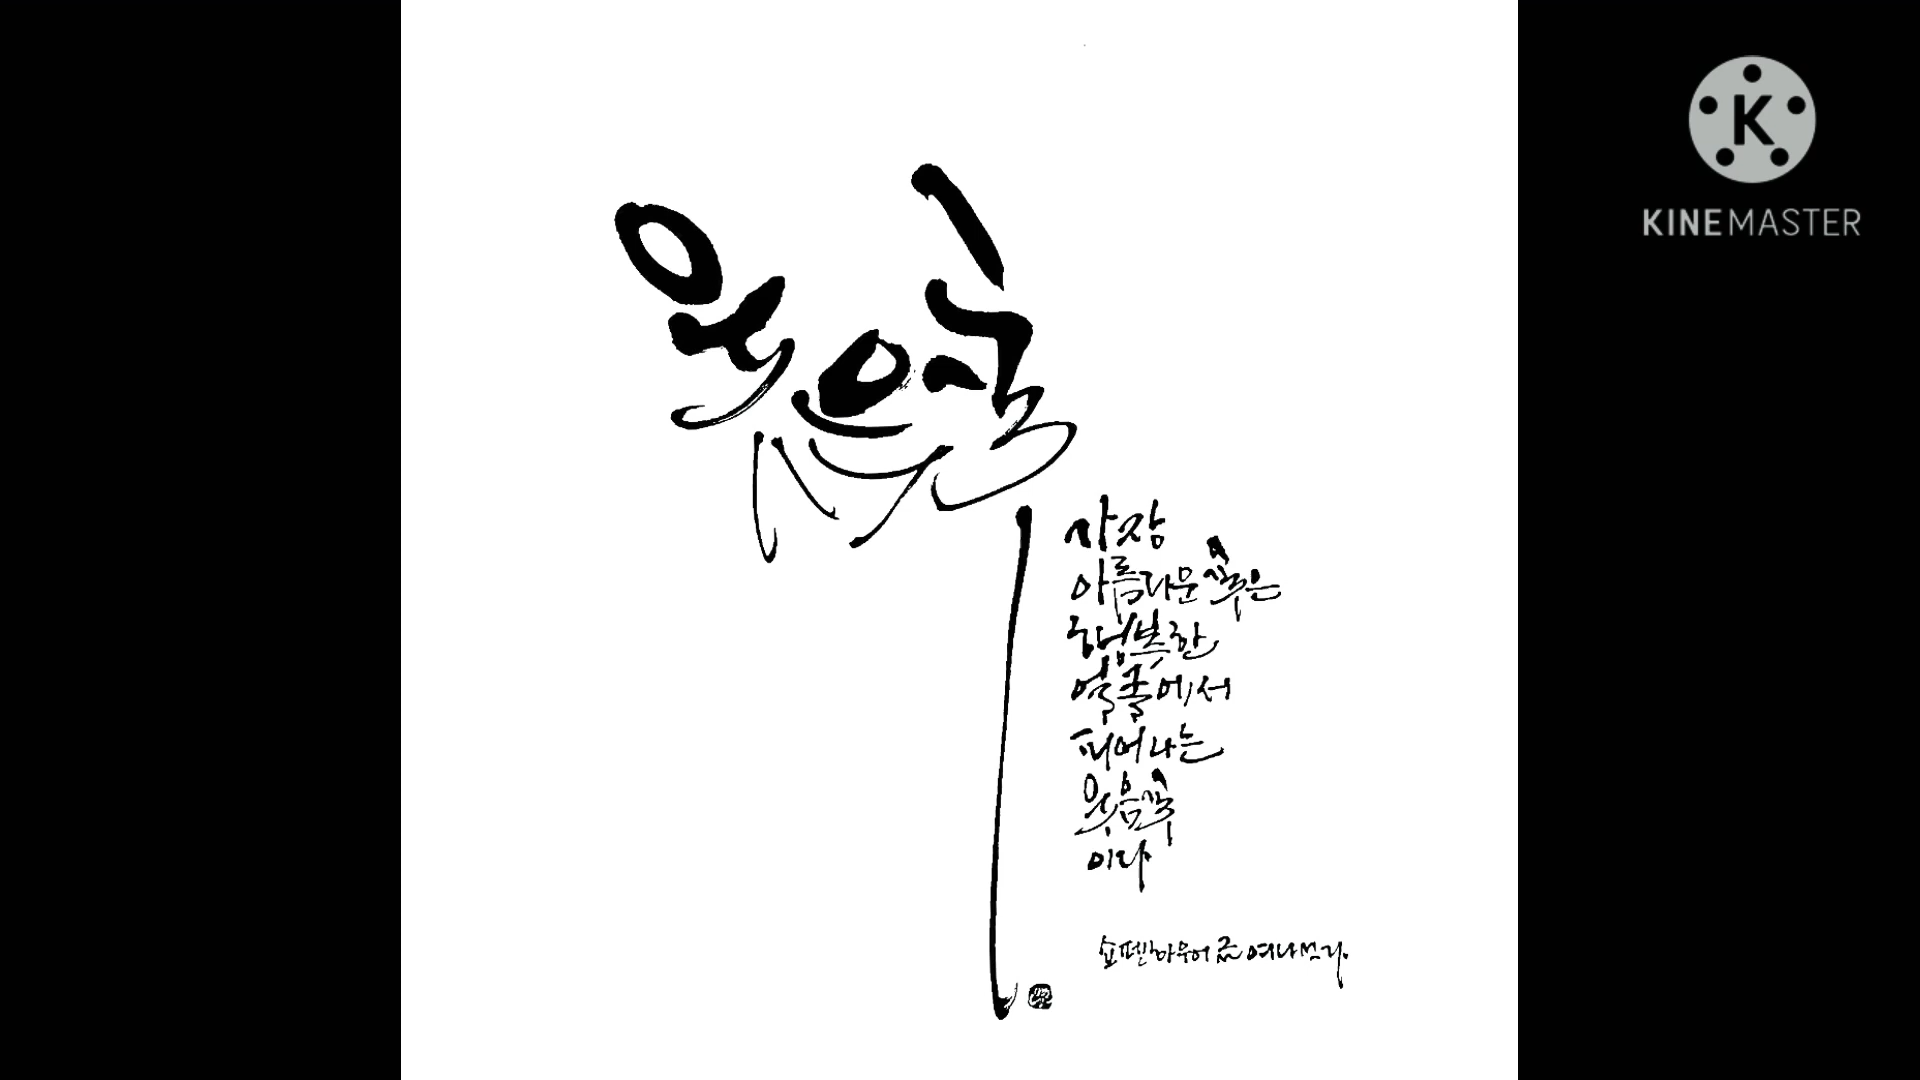 웃음꽃
가장
아름다운 꽃은
행복한
얼굴에서
피어나는
웃음꽃
이다
쇼펜하우어 글 여나 쓰다.
KINEMASTER